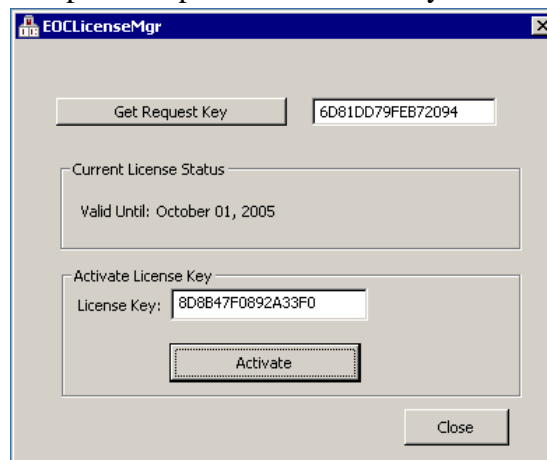 EOCLicenseMgr
Get Request Key 6D81DD79FEB72094
Current License Status
Valid Until: October 01, 2005
Activate License Key
License Key: 8D8B47F0892A33F0
Activate
Close